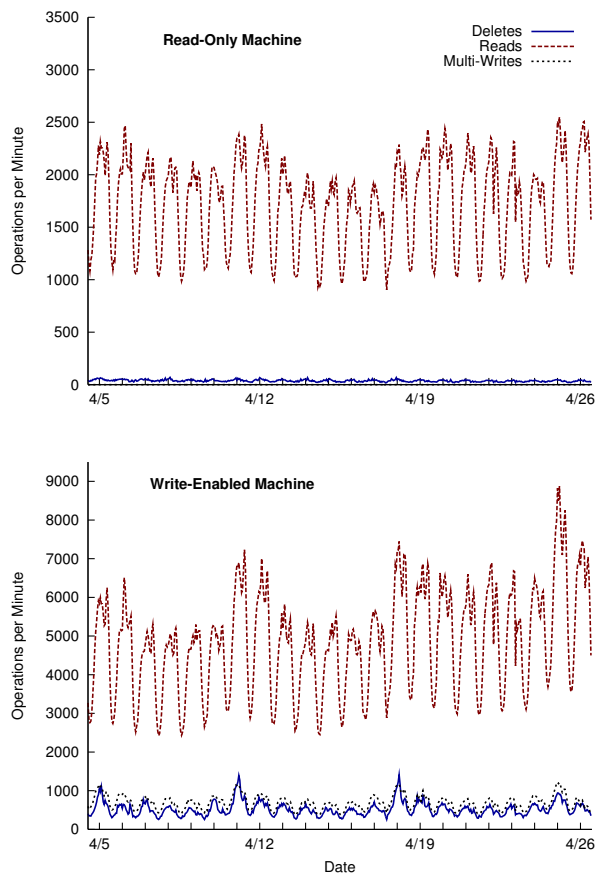 Read-Only Machine
Deletes
Reads
Multi-Writes
3500
3000
2500
2000
1500
1000
500
0
Operations per Minute
4/5 4/12 4/19 4/26
Write-Enabled Machine
9000
8000
7000
6000
5000
4000
3000
2000
1000
0
Operations per Minute
4/5 4/12 4/19 4/26
Date